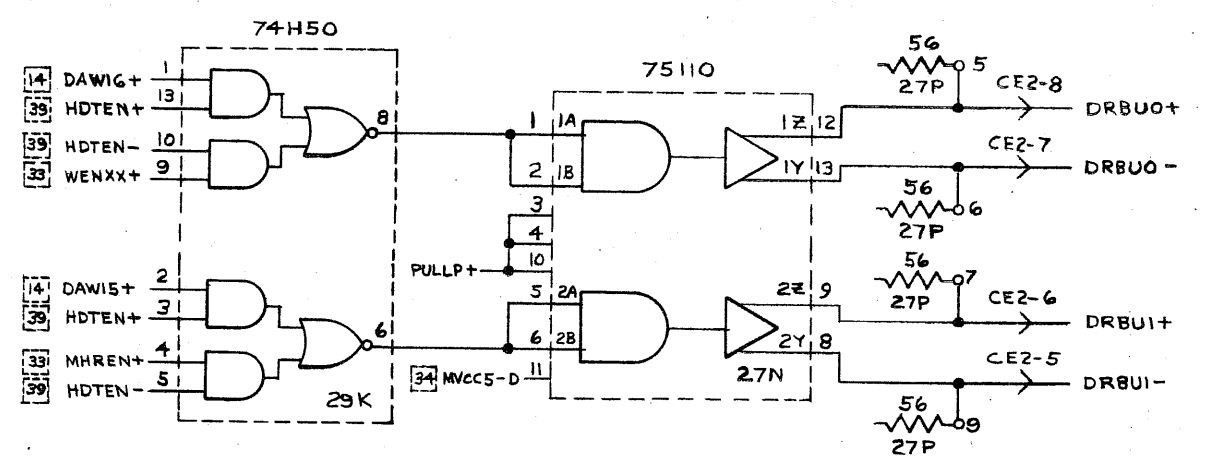 74H50
14 DAW16+ 1
39 HDTEN+ 13
39 HDTEN- 10
33 WENXX+ 9
8
14 DAW15+ 2
39 HDTEN+ 3
33 MHREN+ 4
39 HDTEN- 5
6
29K
75110
1 1A
2 1B
3
4
PULLP+ 10
5 2A
6 2B
34 MVCC5-D 11
1Z 12
1Y 13
2Z 9
2Y 8
27N
56
5
27P
CE2-8
DRBU0+
CE2-7
DRBU0-
56
6
27P
56
7
27P
CE2-6
DRBU1+
CE2-5
DRBU1-
56
9
27P